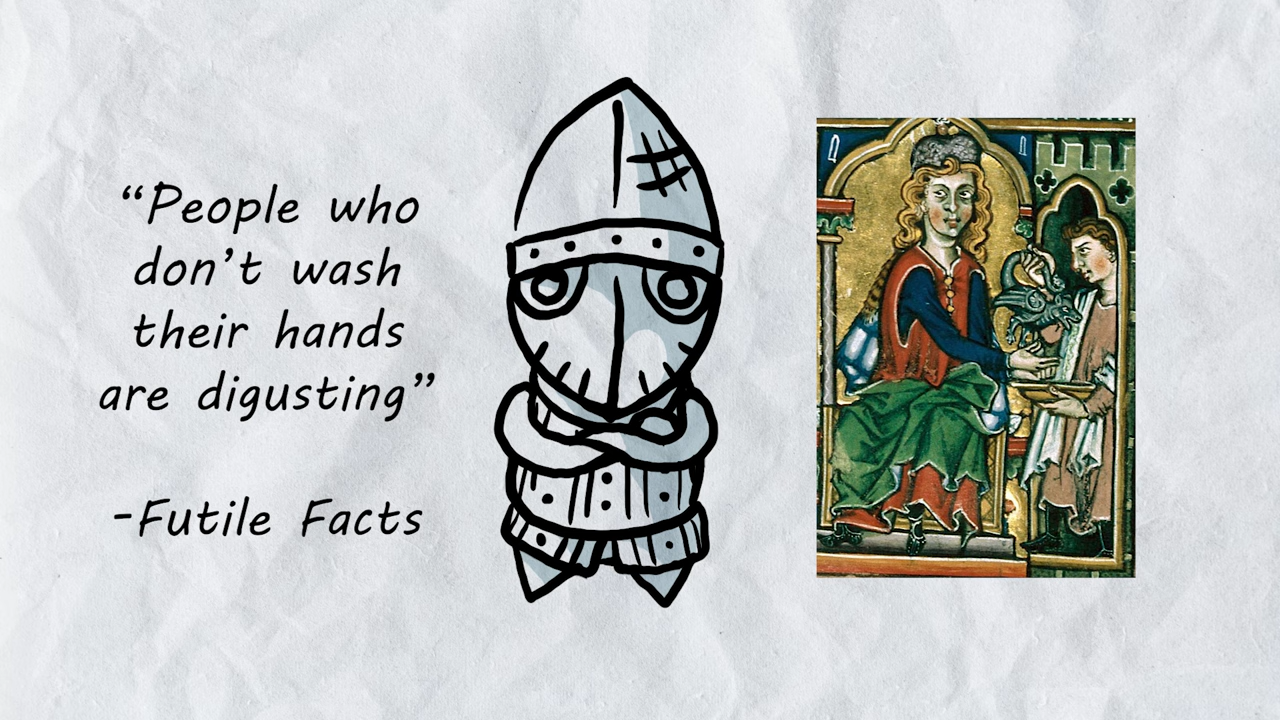 “People who
don’t wash
their hands
are digusting”
-Futile Facts